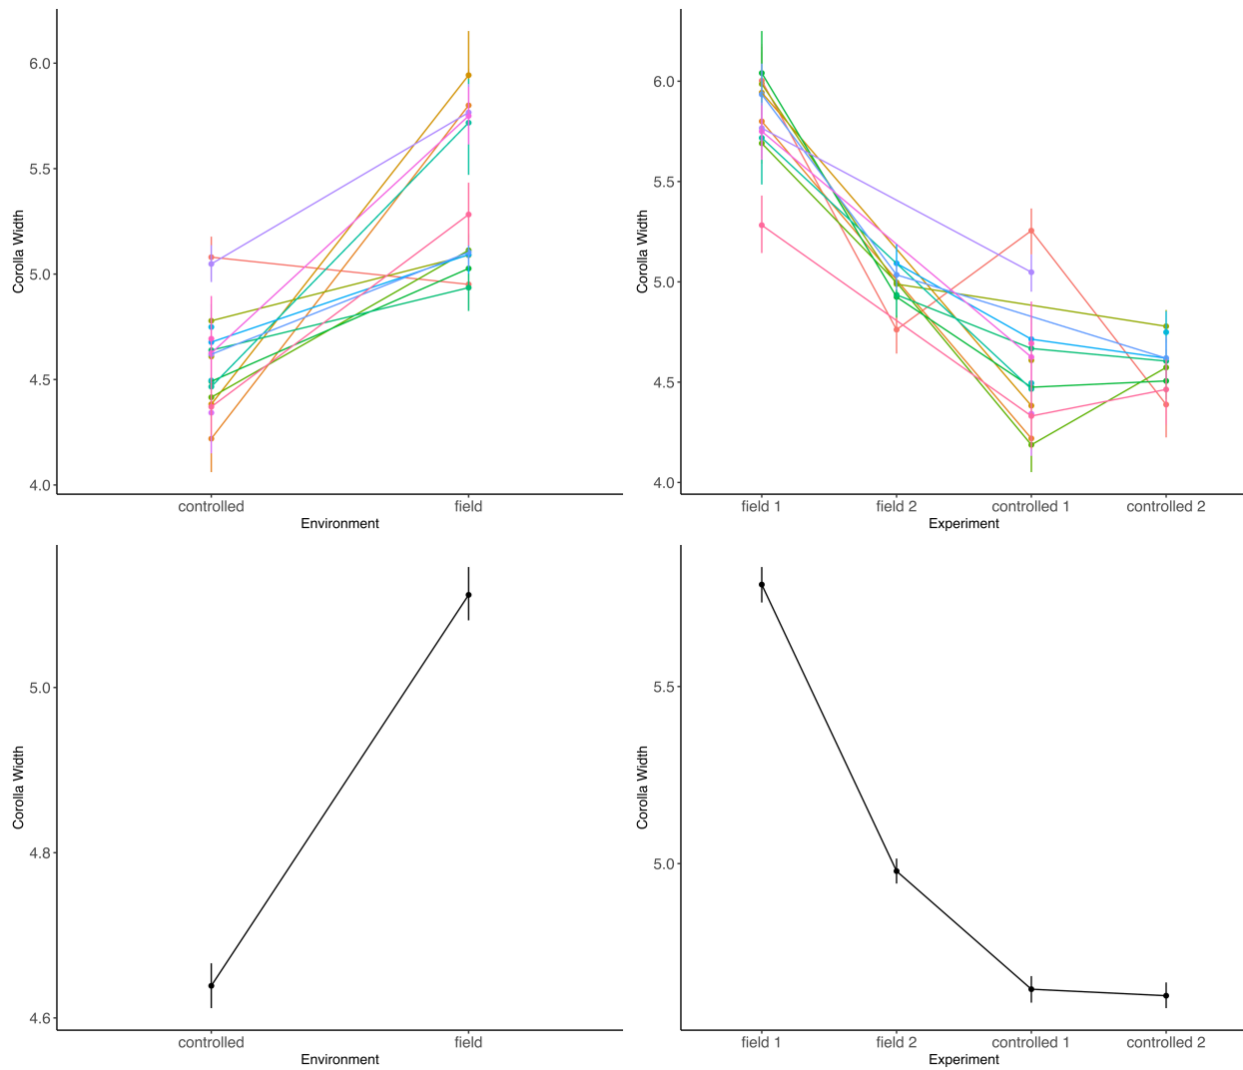 6.0
5.5
5.0
4.5
4.0
Corolla Width
controlled field
Environment
6.0
5.5
5.0
4.5
4.0
Corolla Width
field 1 field 2 controlled 1 controlled 2
Experiment
5.0
4.8
4.6
Corolla Width
controlled field
Environment
5.5
5.0
Corolla Width
field 1 field 2 controlled 1 controlled 2
Experiment